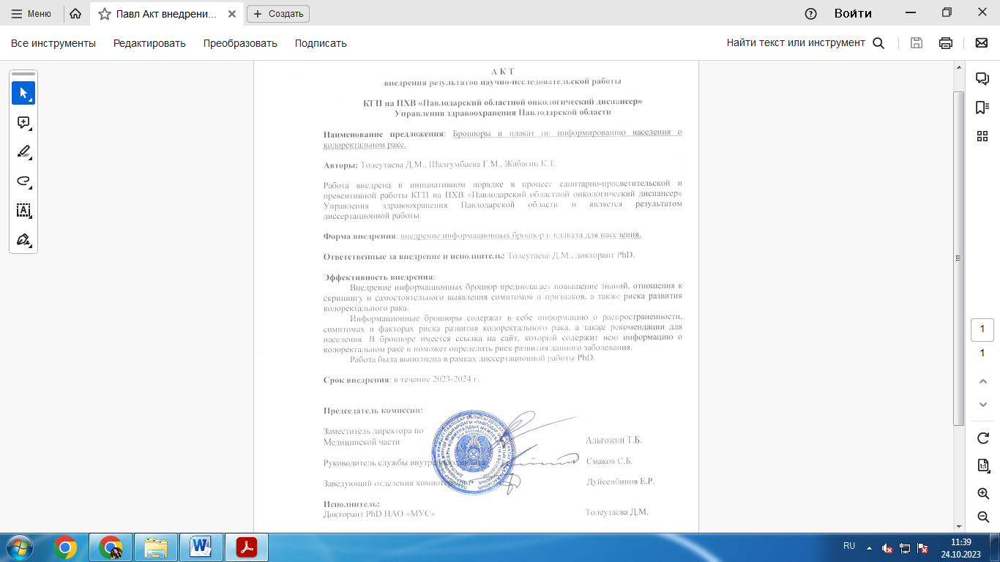 Меню
Павл Акт внедрени...
Создать
Войти
Все инструменты
Редактировать
Преобразовать
Подписать
Найти текст или инструмент
А К Т
внедрения результатов научно-исследовательской работы
КГП на ПХВ «Павлодарский областной онкологический диспансер»
Управления здравоохранения Павлодарской области
Наименование предложения: Брошюры и плакат по информированию населения о
колоректальном раке.
Авторы: Толеутаева Д.М., Шалгумбаева Г.М., Жабагин К.Т.
Работа внедрена в инициативном порядке в процесс санитарно-просветительской и
превентивной работы КГП на ПХВ «Павлодарский областной онкологический диспансер»
Управления здравоохранения Павлодарской области и является результатом
диссертационной работы.
Форма внедрения: внедрение информационных брошюр и плаката для населения.
Ответственные за внедрение и исполнитель: Толеутаева Д.М., докторант PhD.
Эффективность внедрения:
Внедрение информационных брошюр предполагает повышение знаний, отношения к
скринингу и самостоятельного выявления симптомов и признаков, а также риска развития
колоректального рака.
Информационные брошюры содержат в себе информацию о распространенности,
симптомах и факторах риска развития колоректального рака, а также рекомендации для
населения. В брошюре имеется ссылка на сайт, который содержит всю информацию о
колоректальном раке и поможет определить риск развития данного заболевания.
Работа была выполнена в рамках диссертационной работы PhD.
Срок внедрения: в течение 2023-2024 г.
Председатель комиссии:
Заместитель директора по
Медицинской части
Альгожин Т.Б.
Руководитель службы внутреннего аудита
Смаков С.Б.
Заведующий отделения химиотерапии
Дуйсенбинов Е.Р.
Исполнитель:
Докторант PhD НАО «МУС»
Толеутаева Д.М.
1
1
RU
11:39
24.10.2023